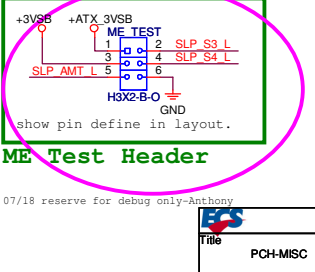 +3VSB +ATX_3VSB
ME_TEST
1 2 SLP_S3_L
3 4 SLP_S4_L
SLP_AMT_L 5 6
H3X2-B-O
GND
show pin define in layout.
ME Test Header
07/18 reserve for debug only-Anthony
ECS
Title
PCH-MISC